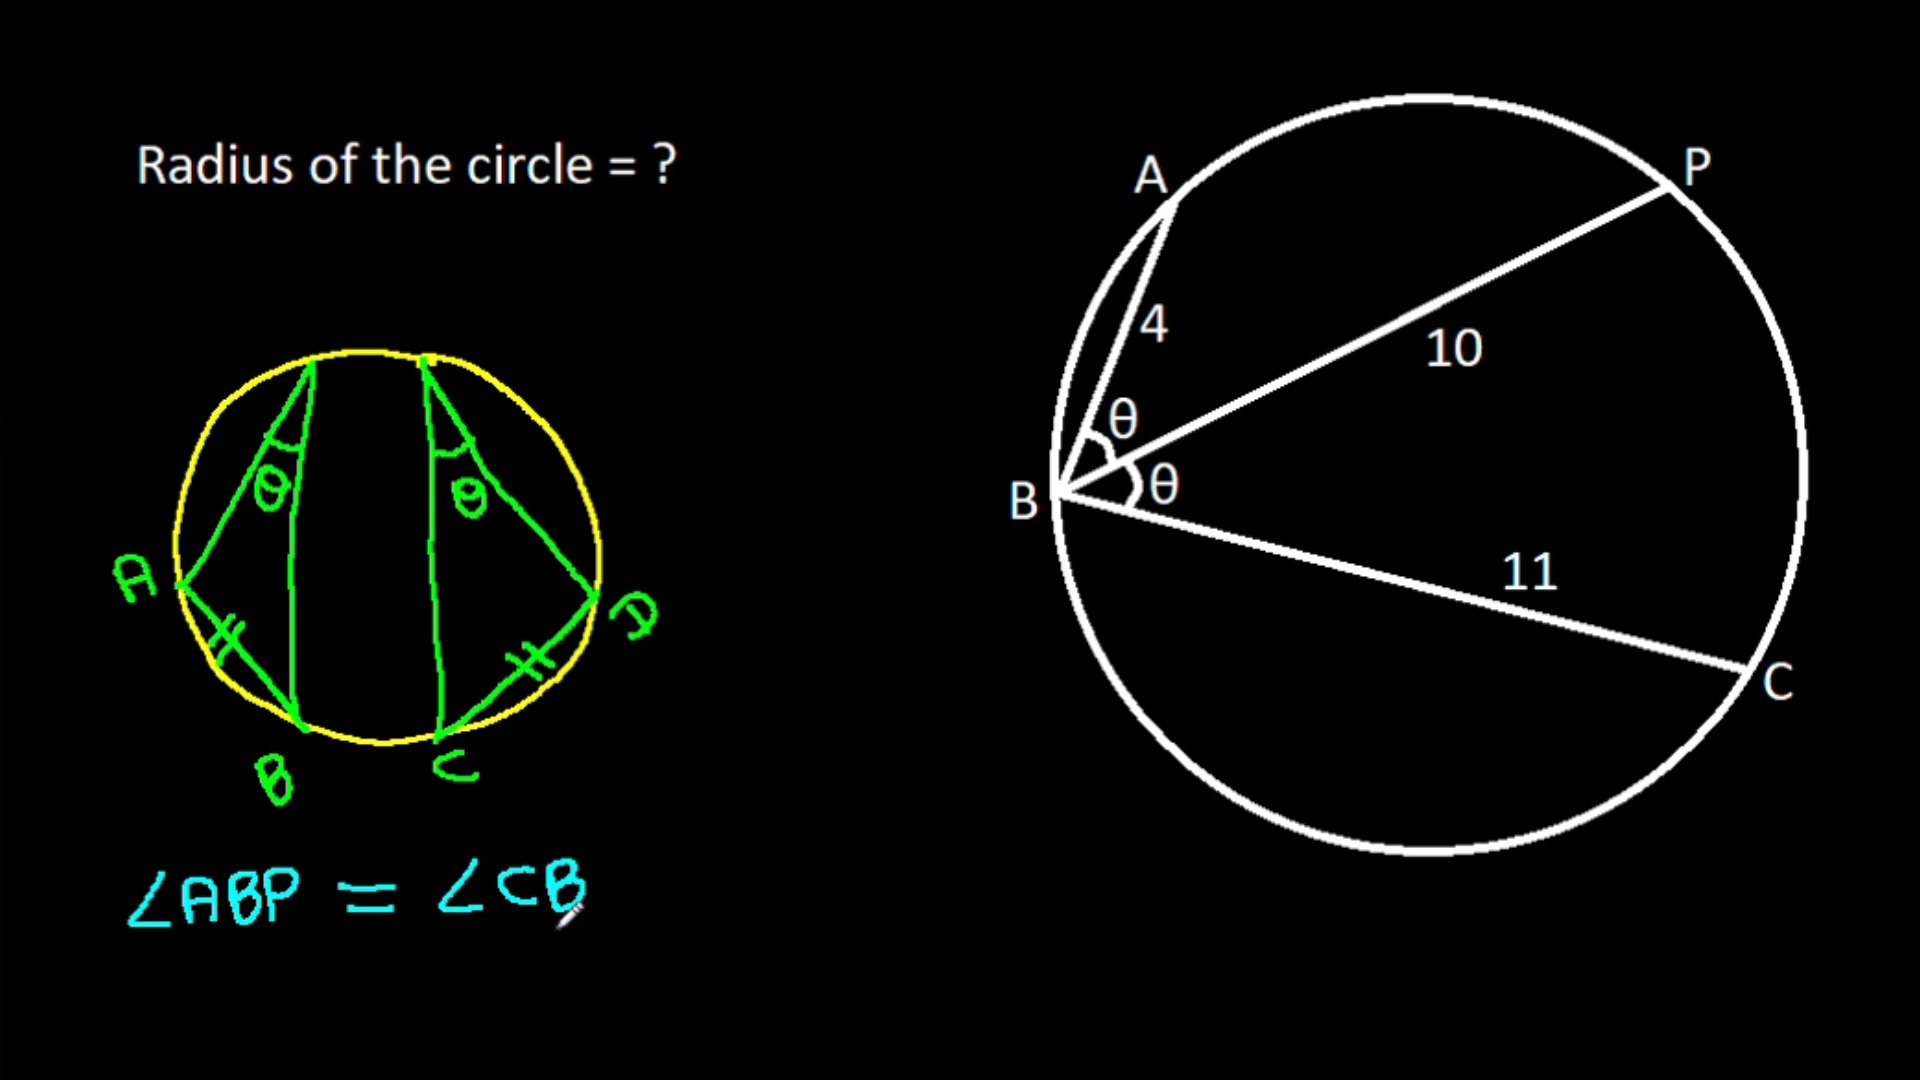 Radius of the circle = ?
A
P
4
10
θ
θ
B
11
C
θ
θ
A
D
B
C
∠ABP = ∠CB